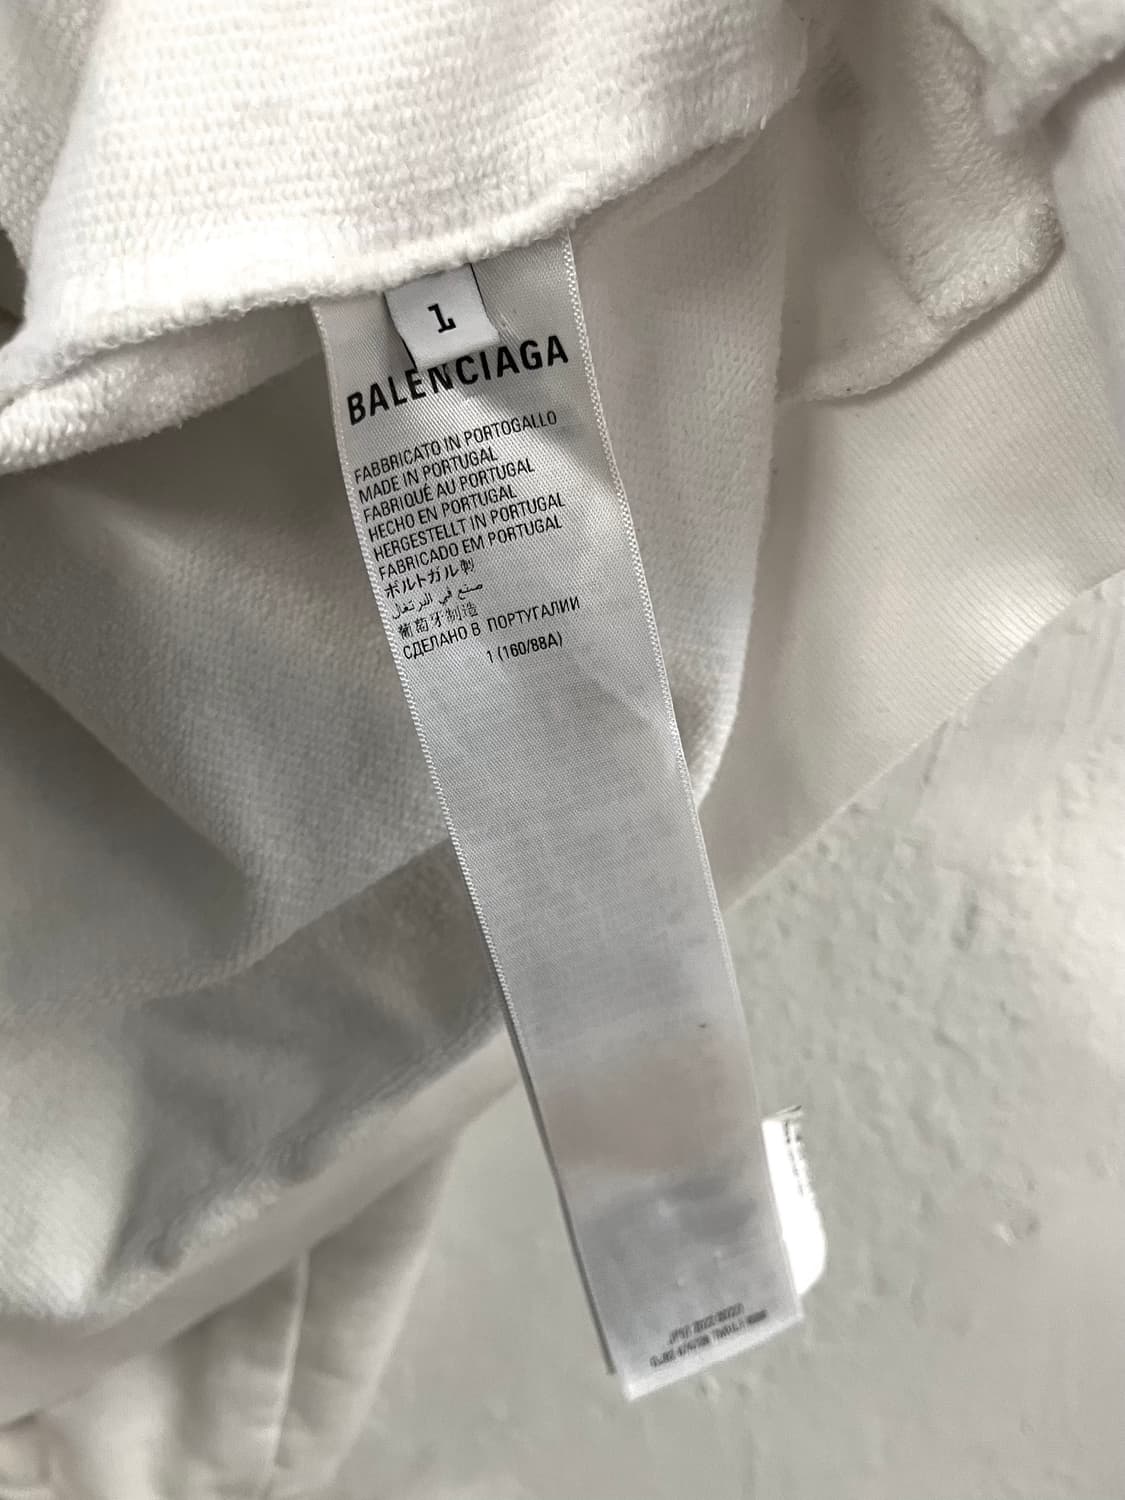 1
BALENCIAGA
FABBRICATO IN PORTOGALLO
MADE IN PORTUGAL
FABRIQUÉ AU PORTUGAL
HECHO EN PORTUGAL
HERGESTELLT IN PORTUGAL
FABRICADO EM PORTUGAL
ポルトガル製
صنع في البرتغال
葡萄牙制造
СДЕЛАНО В ПОРТУГАЛИИ
1 (160/88A)